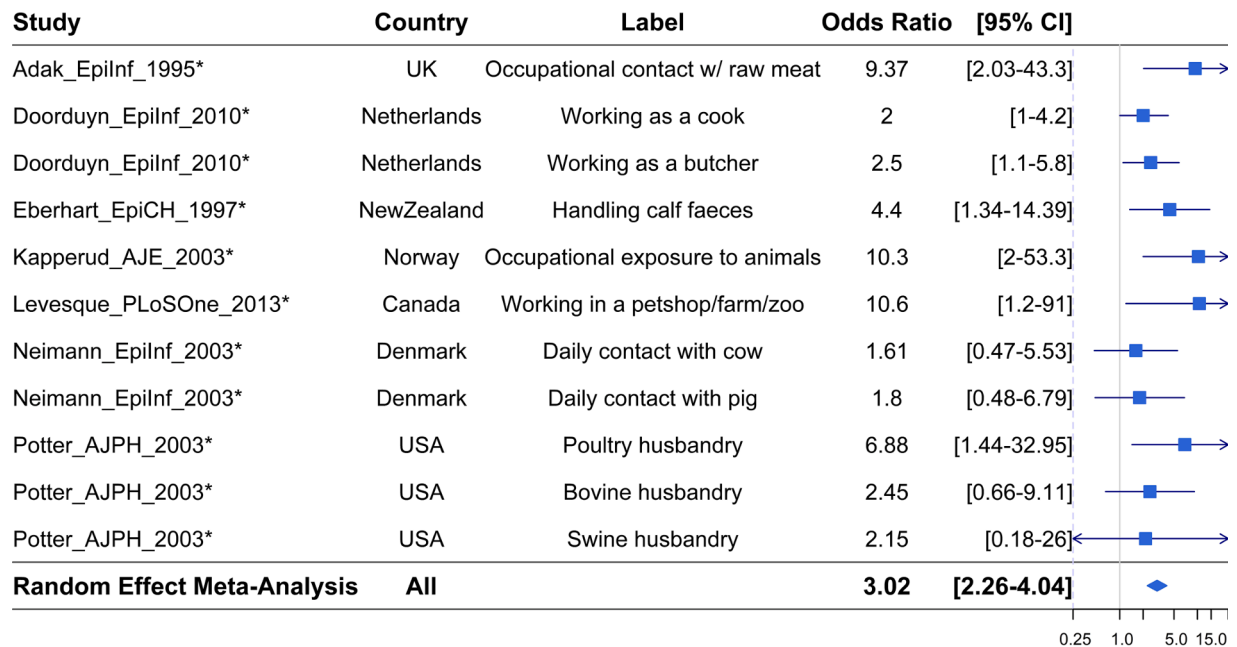 Study Country Label Odds Ratio [95% CI]
Adak_EpiInf_1995* UK Occupational contact w/ raw meat 9.37 [2.03-43.3]
Doorduyn_EpiInf_2010* Netherlands Working as a cook 2 [1-4.2]
Doorduyn_EpiInf_2010* Netherlands Working as a butcher 2.5 [1.1-5.8]
Eberhart_EpiCH_1997* NewZealand Handling calf faeces 4.4 [1.34-14.39]
Kapperud_AJE_2003* Norway Occupational exposure to animals 10.3 [2-53.3]
Levesque_PLoSOne_2013* Canada Working in a petshop/farm/zoo 10.6 [1.2-91]
Neimann_EpiInf_2003* Denmark Daily contact with cow 1.61 [0.47-5.53]
Neimann_EpiInf_2003* Denmark Daily contact with pig 1.8 [0.48-6.79]
Potter_AJPH_2003* USA Poultry husbandry 6.88 [1.44-32.95]
Potter_AJPH_2003* USA Bovine husbandry 2.45 [0.66-9.11]
Potter_AJPH_2003* USA Swine husbandry 2.15 [0.18-26]
Random Effect Meta-Analysis All 3.02 [2.26-4.04]
0.25 1.0 5.0 15.0